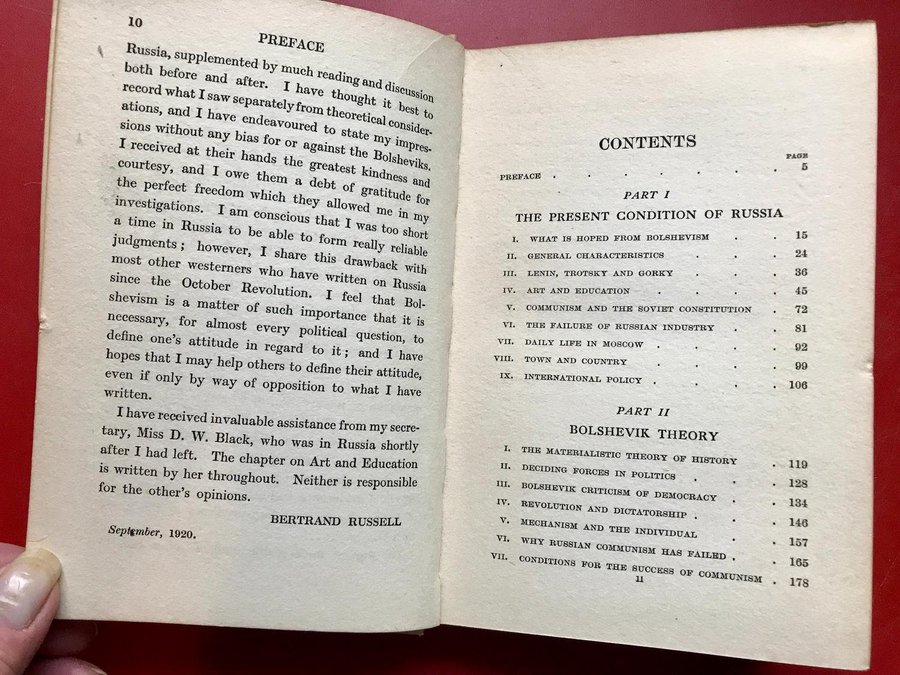 10
PREFACE
Russia, supplemented by much reading and discussion
both before and after. I have thought it best to
record what I saw separately from theoretical consider-
ations, and I have endeavoured to state my impres-
sions without any bias for or against the Bolsheviks.
I received at their hands the greatest kindness and
courtesy, and I owe them a debt of gratitude for
the perfect freedom which they allowed me in my
investigations. I am conscious that I was too short
a time in Russia to be able to form really reliable
judgments; however, I share this drawback with
most other westerners who have written on Russia
since the October Revolution. I feel that Bol-
shevism is a matter of such importance that it is
necessary, for almost every political question, to
define one's attitude in regard to it; and I have
hopes that I may help others to define their attitude,
even if only by way of opposition to what I have
written.
I have received invaluable assistance from my secre-
tary, Miss D. W. Black, who was in Russia shortly
after I had left. The chapter on Art and Education
is written by her throughout. Neither is responsible
for the other's opinions.
BERTRAND RUSSELL
September, 1920.
CONTENTS
PAGE
PREFACE . . . . . . . 5
PART I
THE PRESENT CONDITION OF RUSSIA
I. WHAT IS HOPED FROM BOLSHEVISM . . 15
II. GENERAL CHARACTERISTICS . . . 24
III. LENIN, TROTSKY AND GORKY . . . 36
IV. ART AND EDUCATION . . . . 45
V. COMMUNISM AND THE SOVIET CONSTITUTION . 72
VI. THE FAILURE OF RUSSIAN INDUSTRY . . 81
VII. DAILY LIFE IN MOSCOW . . . . 92
VIII. TOWN AND COUNTRY . . . . 99
IX. INTERNATIONAL POLICY . . . . 106
PART II
BOLSHEVIK THEORY
I. THE MATERIALISTIC THEORY OF HISTORY . 119
II. DECIDING FORCES IN POLITICS . . . 128
III. BOLSHEVIK CRITICISM OF DEMOCRACY . . 134
IV. REVOLUTION AND DICTATORSHIP . . . 146
V. MECHANISM AND THE INDIVIDUAL . . 157
VI. WHY RUSSIAN COMMUNISM HAS FAILED . . 165
VII. CONDITIONS FOR THE SUCCESS OF COMMUNISM . 178
11